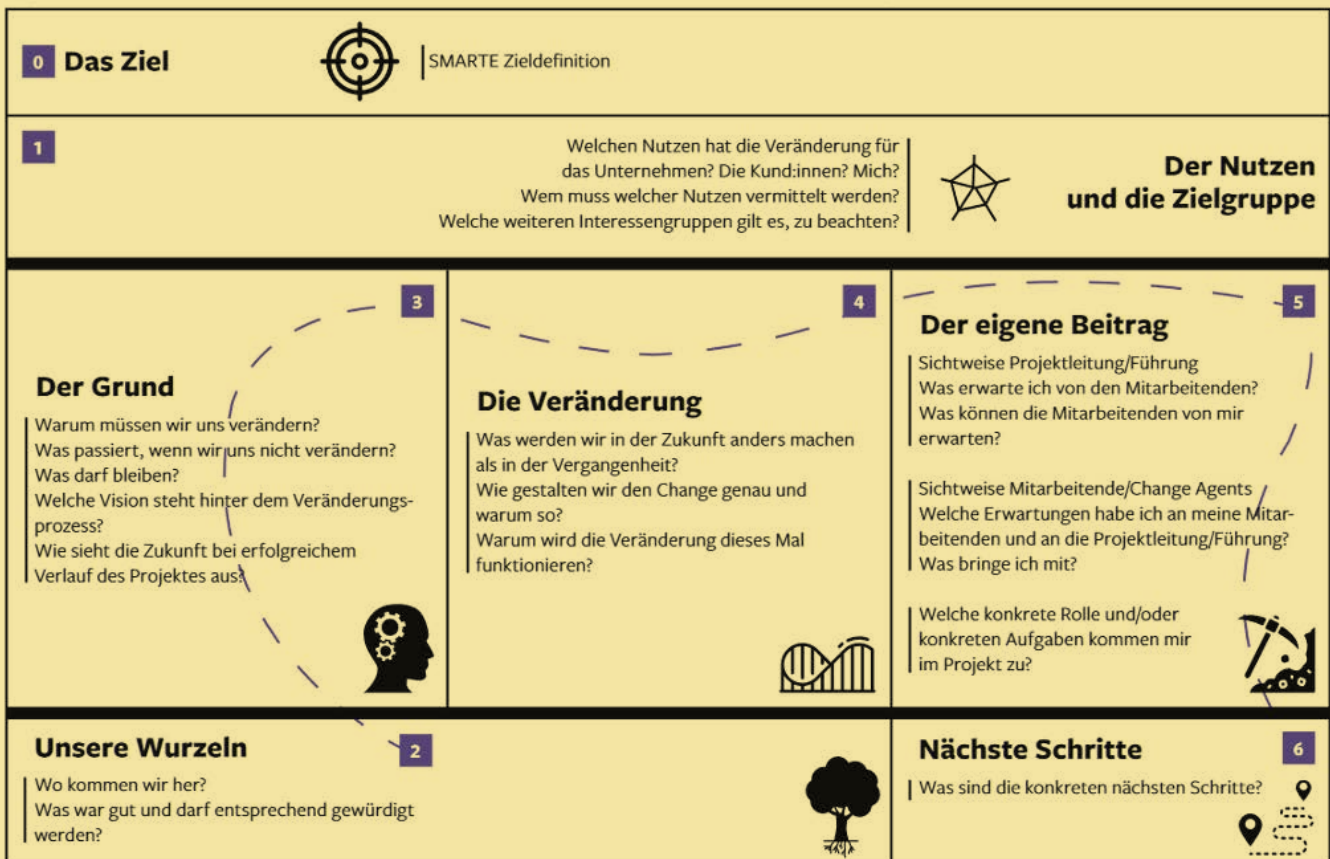 0 Das Ziel
SMARTE Zieldefinition
1
Welchen Nutzen hat die Veränderung für
das Unternehmen? Die Kund:innen? Mich?
Wem muss welcher Nutzen vermittelt werden?
Welche weiteren Interessengruppen gilt es, zu beachten?
Der Nutzen
und die Zielgruppe
3
Der Grund
Warum müssen wir uns verändern?
Was passiert, wenn wir uns nicht verändern?
Was darf bleiben?
Welche Vision steht hinter dem Veränderungs-
prozess?
Wie sieht die Zukunft bei erfolgreichem
Verlauf des Projektes aus?
4
Die Veränderung
Was werden wir in der Zukunft anders machen
als in der Vergangenheit?
Wie gestalten wir den Change genau und
warum so?
Warum wird die Veränderung dieses Mal
funktionieren?
5
Der eigene Beitrag
Sichtweise Projektleitung/Führung
Was erwarte ich von den Mitarbeitenden?
Was können die Mitarbeitenden von mir
erwarten?
Sichtweise Mitarbeitende/Change Agents
Welche Erwartungen habe ich an meine Mitar-
beitenden und an die Projektleitung/Führung?
Was bringe ich mit?
Welche konkrete Rolle und/oder
konkreten Aufgaben kommen mir
im Projekt zu?
Unsere Wurzeln
2
Wo kommen wir her?
Was war gut und darf entsprechend gewürdigt
werden?
Nächste Schritte
6
Was sind die konkreten nächsten Schritte?